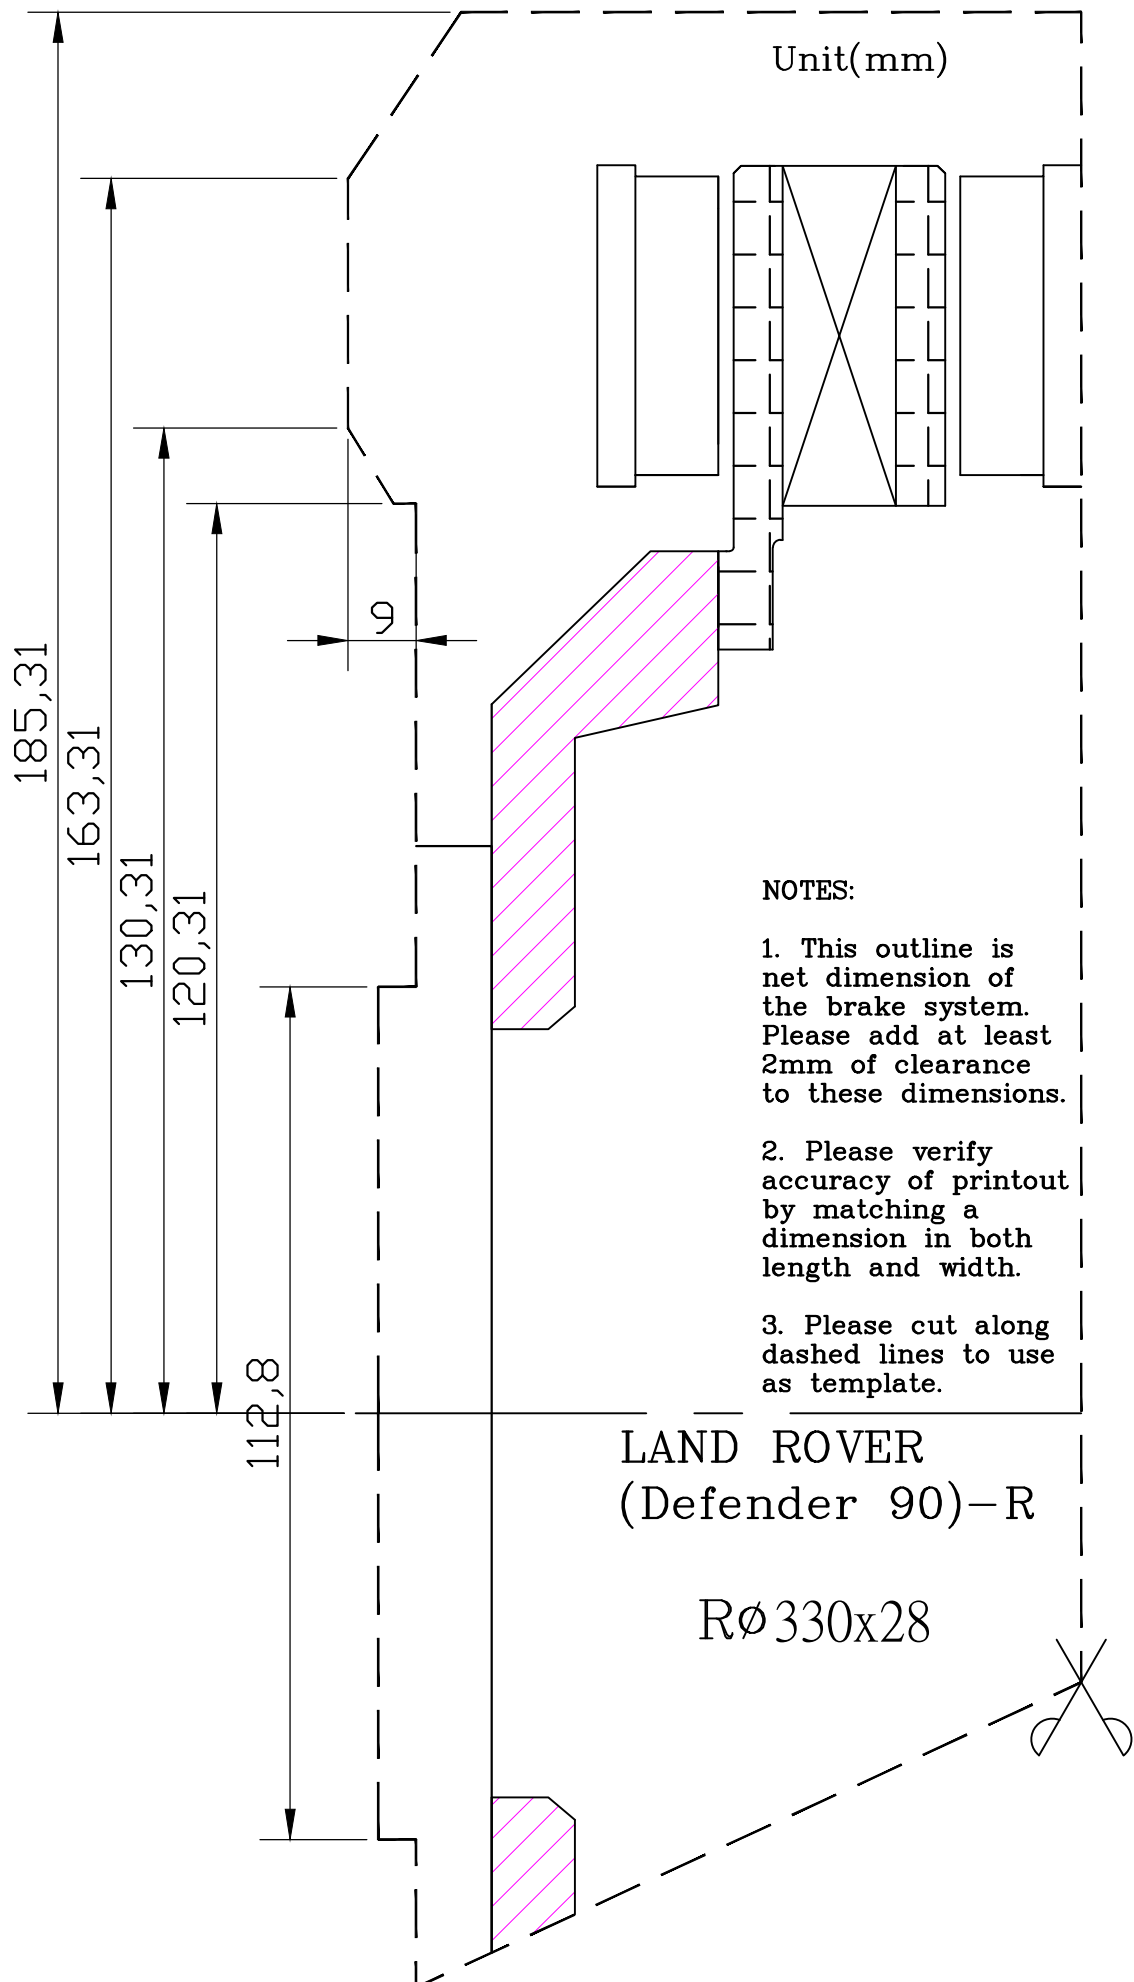 Unit(mm)
9
185,31
163,31
130,31
120,31
112,8
NOTES:
1. This outline is
net dimension of
the brake system.
Please add at least
2mm of clearance
to these dimensions.
2. Please verify
accuracy of printout
by matching a
dimension in both
length and width.
3. Please cut along
dashed lines to use
as template.
LAND ROVER
(Defender 90)-R
Rø330x28